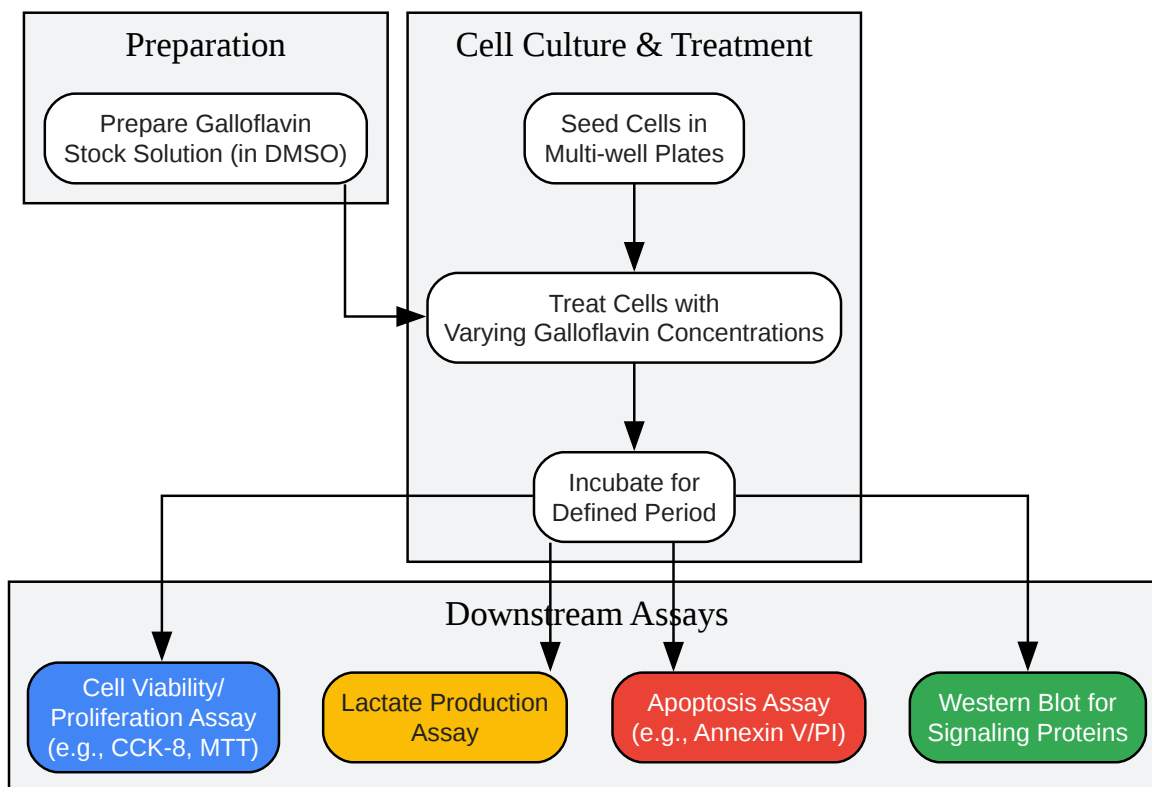 Preparation
Prepare Galloflavin
Stock Solution (in DMSO)
Cell Culture & Treatment
Seed Cells in
Multi-well Plates
Treat Cells with
Varying Galloflavin Concentrations
Incubate for
Defined Period
Downstream Assays
Cell Viability/
Proliferation Assay
(e.g., CCK-8, MTT)
Lactate Production
Assay
Apoptosis Assay
(e.g., Annexin V/PI)
Western Blot for
Signaling Proteins